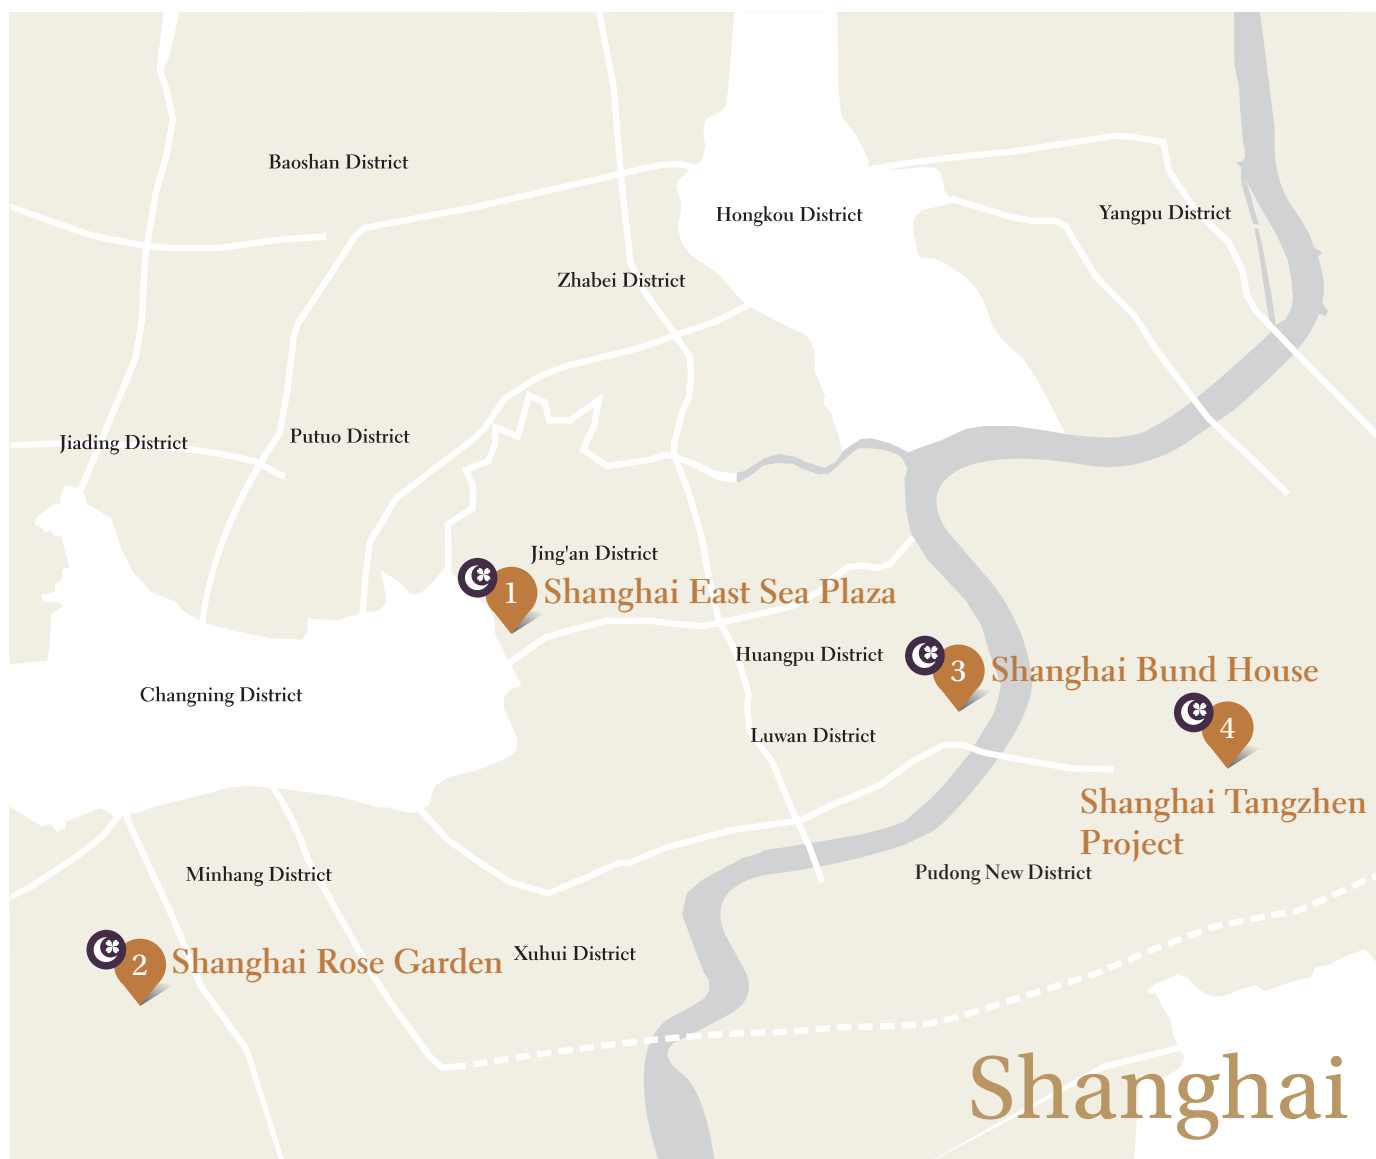 Baoshan District
Hongkou District
Yangpu District
Zhabei District
Jiading District
Putuo District
Jing'an District
1
Shanghai East Sea Plaza
Huangpu District
3
Shanghai Bund House
Changning District
Luwan District
4
Shanghai Tangzhen
Project
Minhang District
Pudong New District
2
Shanghai Rose Garden
Xuhui District
Shanghai